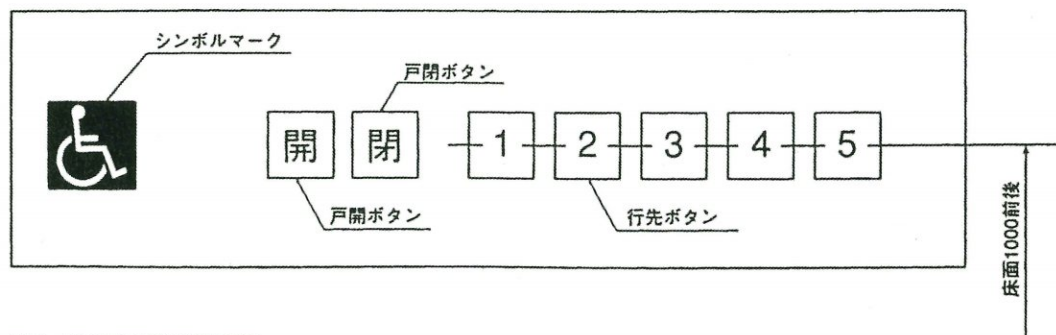 シンボルマーク
戸閉ボタン
開 閉 1 2 3 4 5
戸開ボタン
行先ボタン
床面1000前後